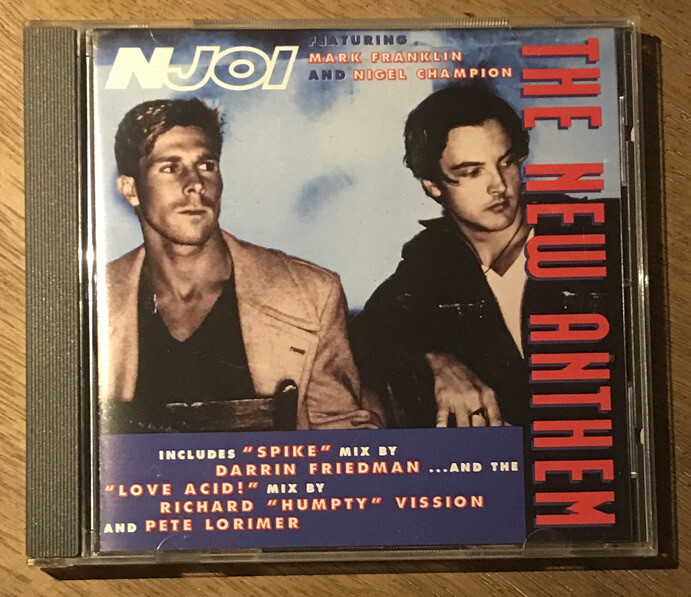 N-JOI
FEATURING
MARK FRANKLIN
AND NIGEL CHAMPION
THE NEW ANTHEM
INCLUDES "SPIKE" MIX BY
DARRIN FRIEDMAN ...AND THE
"LOVE ACID!" MIX BY
RICHARD "HUMPTY" VISSION
AND PETE LORIMER